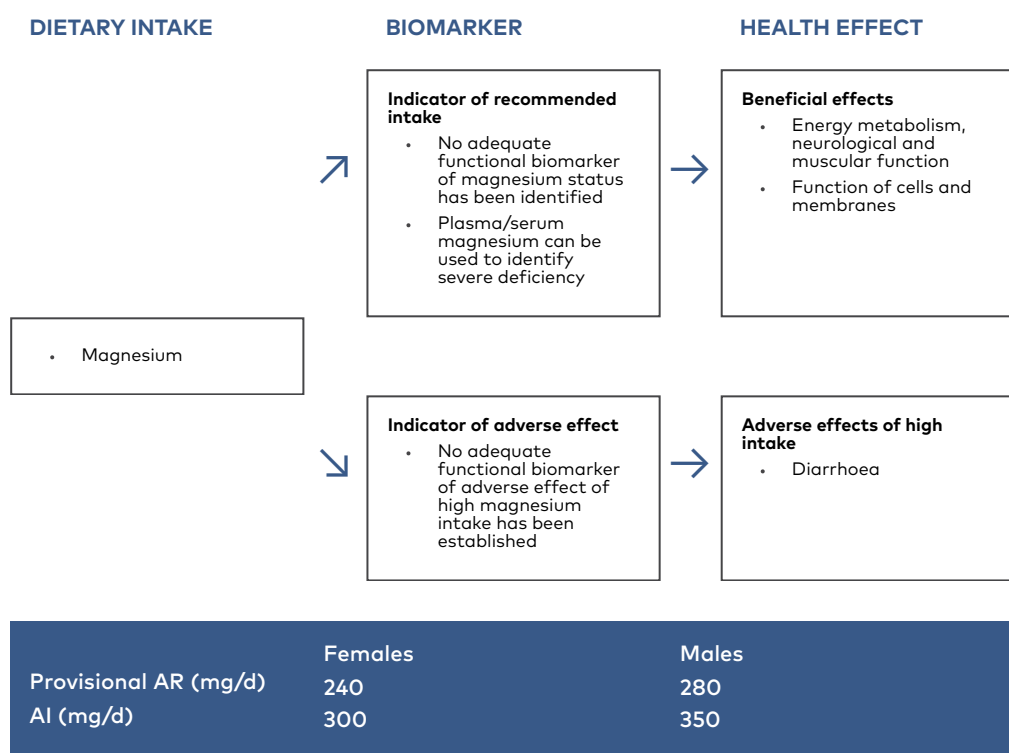 DIETARY INTAKE
BIOMARKER
HEALTH EFFECT
Indicator of recommended
intake
• No adequate
functional biomarker
of magnesium status
has been identified
• Plasma/serum
magnesium can be
used to identify
severe deficiency
Beneficial effects
• Energy metabolism,
neurological and
muscular function
• Function of cells and
membranes
• Magnesium
Indicator of adverse effect
• No adequate
functional biomarker
of adverse effect of
high magnesium
intake has been
established
Adverse effects of high
intake
• Diarrhoea
Females Males
Provisional AR (mg/d) 240 280
AI (mg/d) 300 350